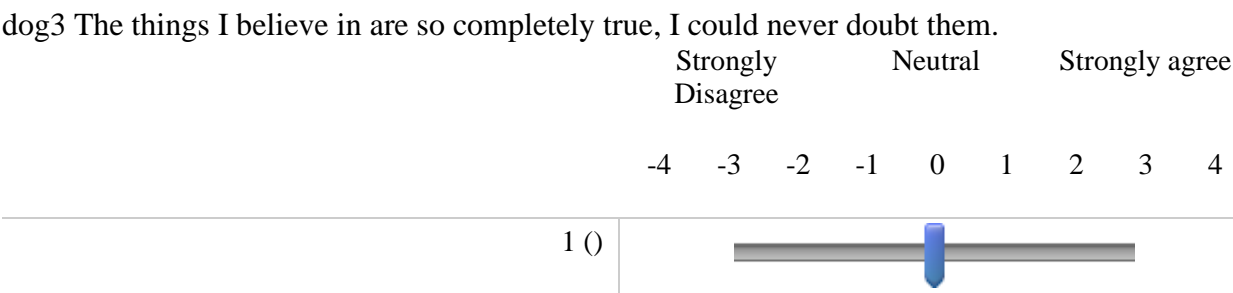 dog3 The things I believe in are so completely true, I could never doubt them.
Strongly Disagree Neutral Strongly agree
-4 -3 -2 -1 0 1 2 3 4
1 ()